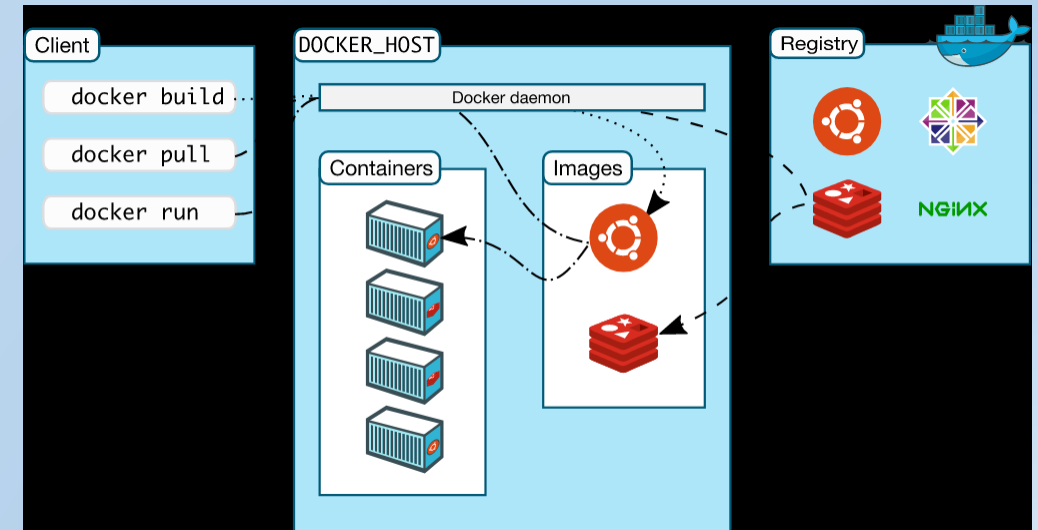 Client
docker build
docker pull
docker run
DOCKER_HOST
Docker daemon
Containers
Images
Registry
NGiNX